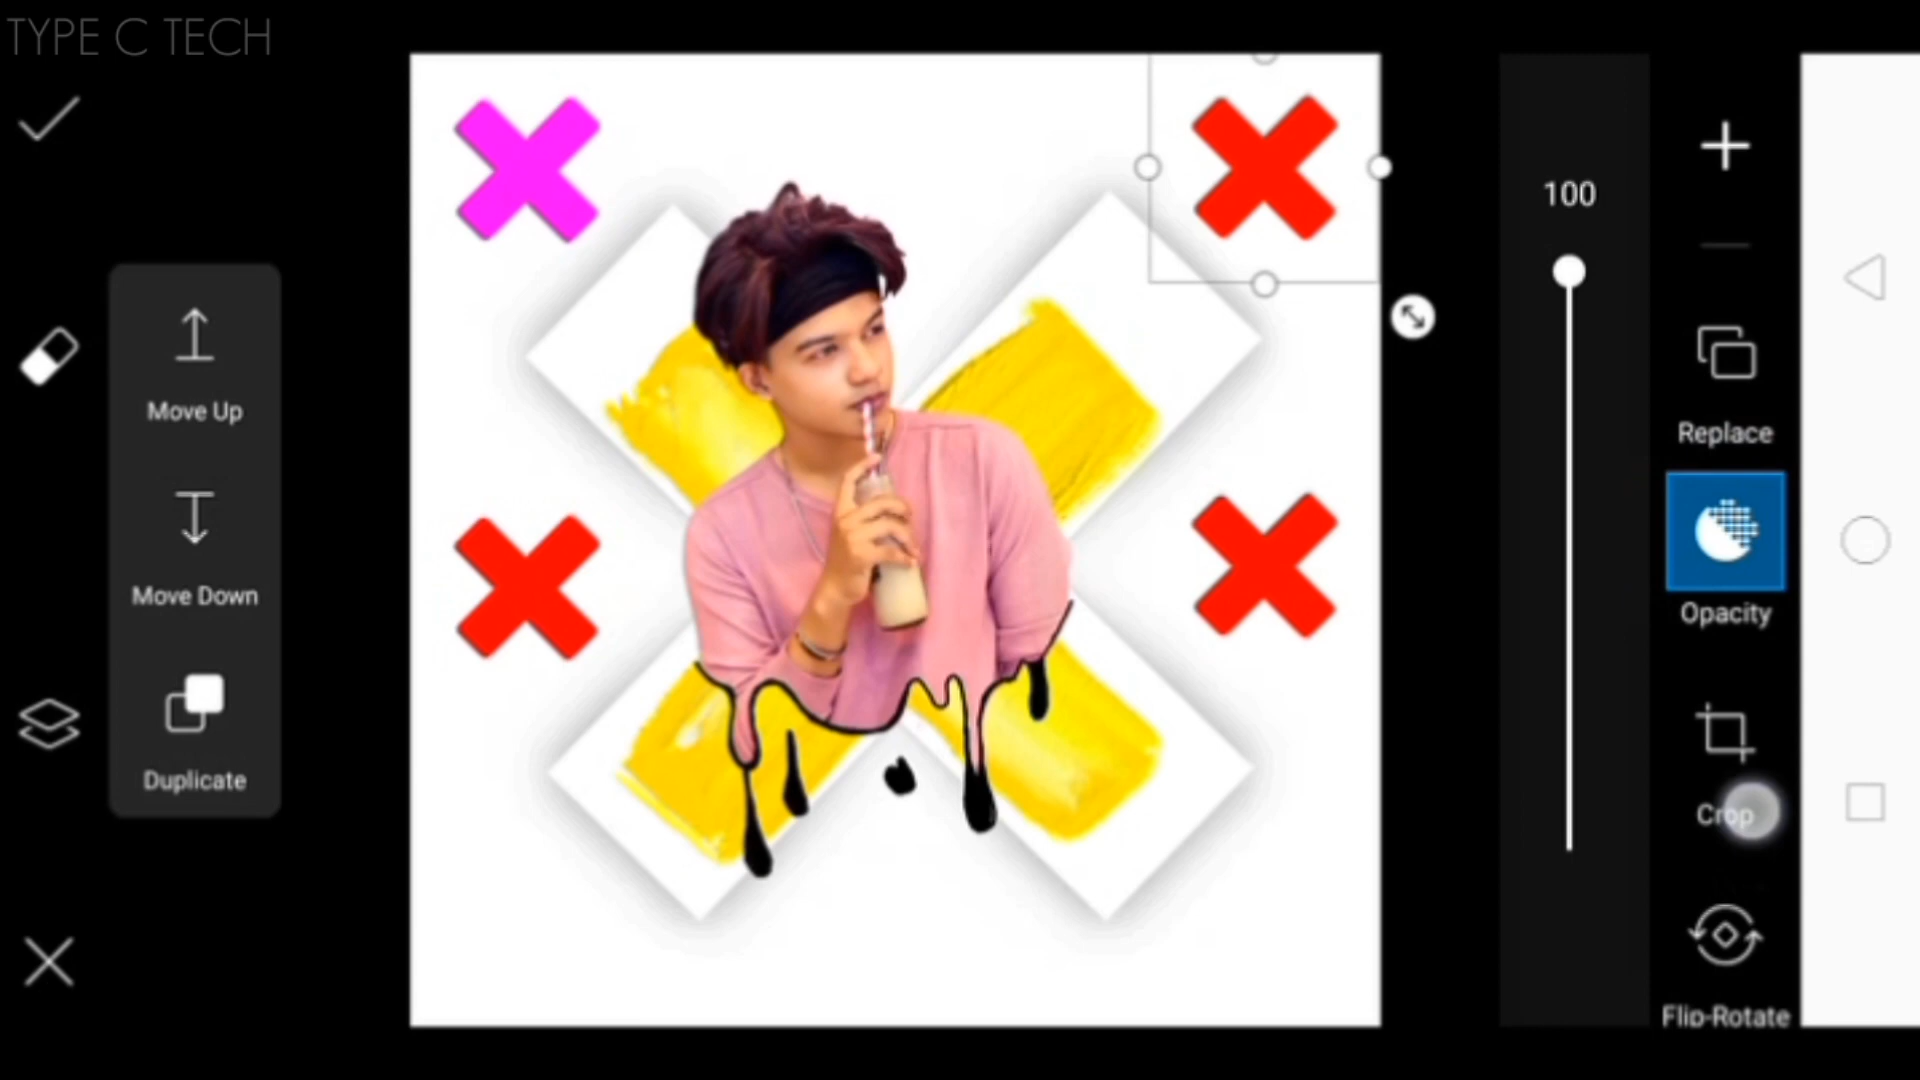 TYPE C TECH
Move Up
Move Down
Duplicate
100
Replace
Opacity
Crop
Flip-Rotate